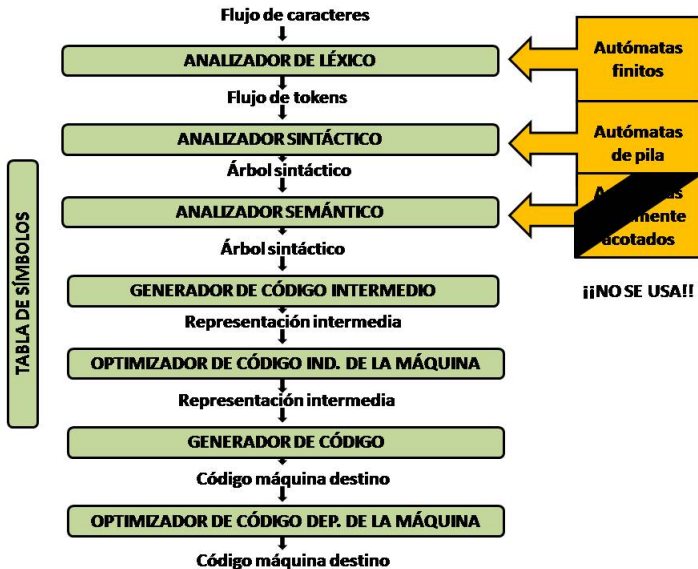 Flujo de caracteres
ANALIZADOR DE LÉXICO
Flujo de tokens
ANALIZADOR SINTÁCTICO
Árbol sintáctico
ANALIZADOR SEMÁNTICO
Árbol sintáctico
GENERADOR DE CÓDIGO INTERMEDIO
Representación intermedia
OPTIMIZADOR DE CÓDIGO IND. DE LA MÁQUINA
Representación intermedia
GENERADOR DE CÓDIGO
Código máquina destino
OPTIMIZADOR DE CÓDIGO DEP. DE LA MÁQUINA
Código máquina destino
TABLA DE SÍMBOLOS
Autómatas
finitos
Autómatas
de pila
acotados
¡¡NO SE USA!!